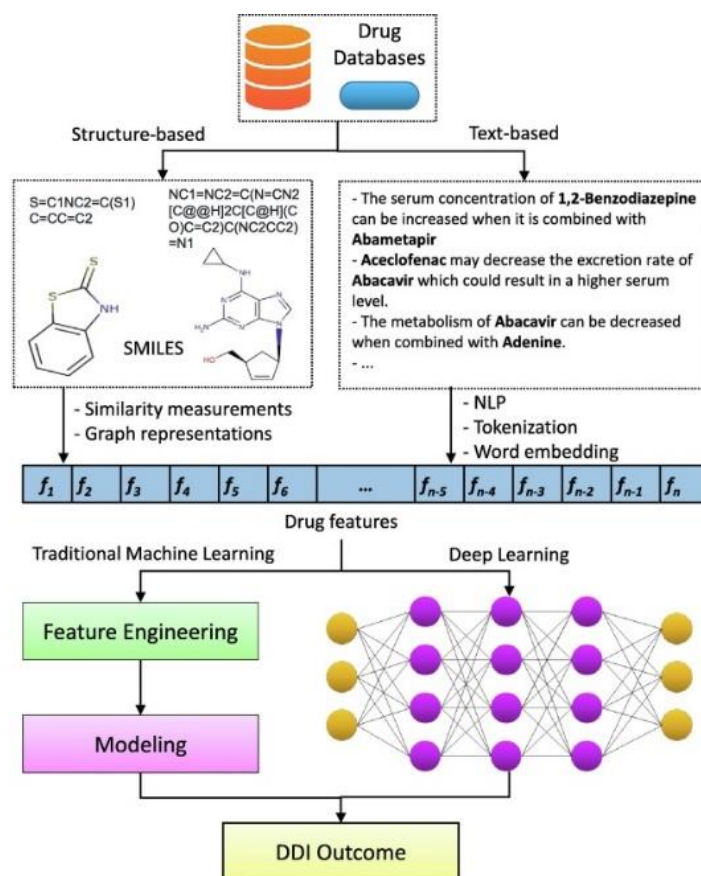 Drug
Databases
Structure-based
Text-based
S=C1NC2=C(S1)
C=CC=C2
NC1=NC2=C(N=CN2
[C@@H]2C[C@H](C
O)C=C2)C(NC2CC2)
=N1
S
S
NH
NH
N
N
N
N
H₂N
HO
SMILES
- The serum concentration of 1,2-Benzodiazepine
can be increased when it is combined with
Abametapir
- Aceclofenac may decrease the excretion rate of
Abacavir which could result in a higher serum
level.
- The metabolism of Abacavir can be decreased
when combined with Adenine.
- ...
- Similarity measurements
- Graph representations
- NLP
- Tokenization
- Word embedding
f1 f2 f3 f4 f5 f6 ... fn-5 fn-4 fn-3 fn-2 fn-1 fn
Drug features
Traditional Machine Learning
Deep Learning
Feature Engineering
Modeling
DDI Outcome